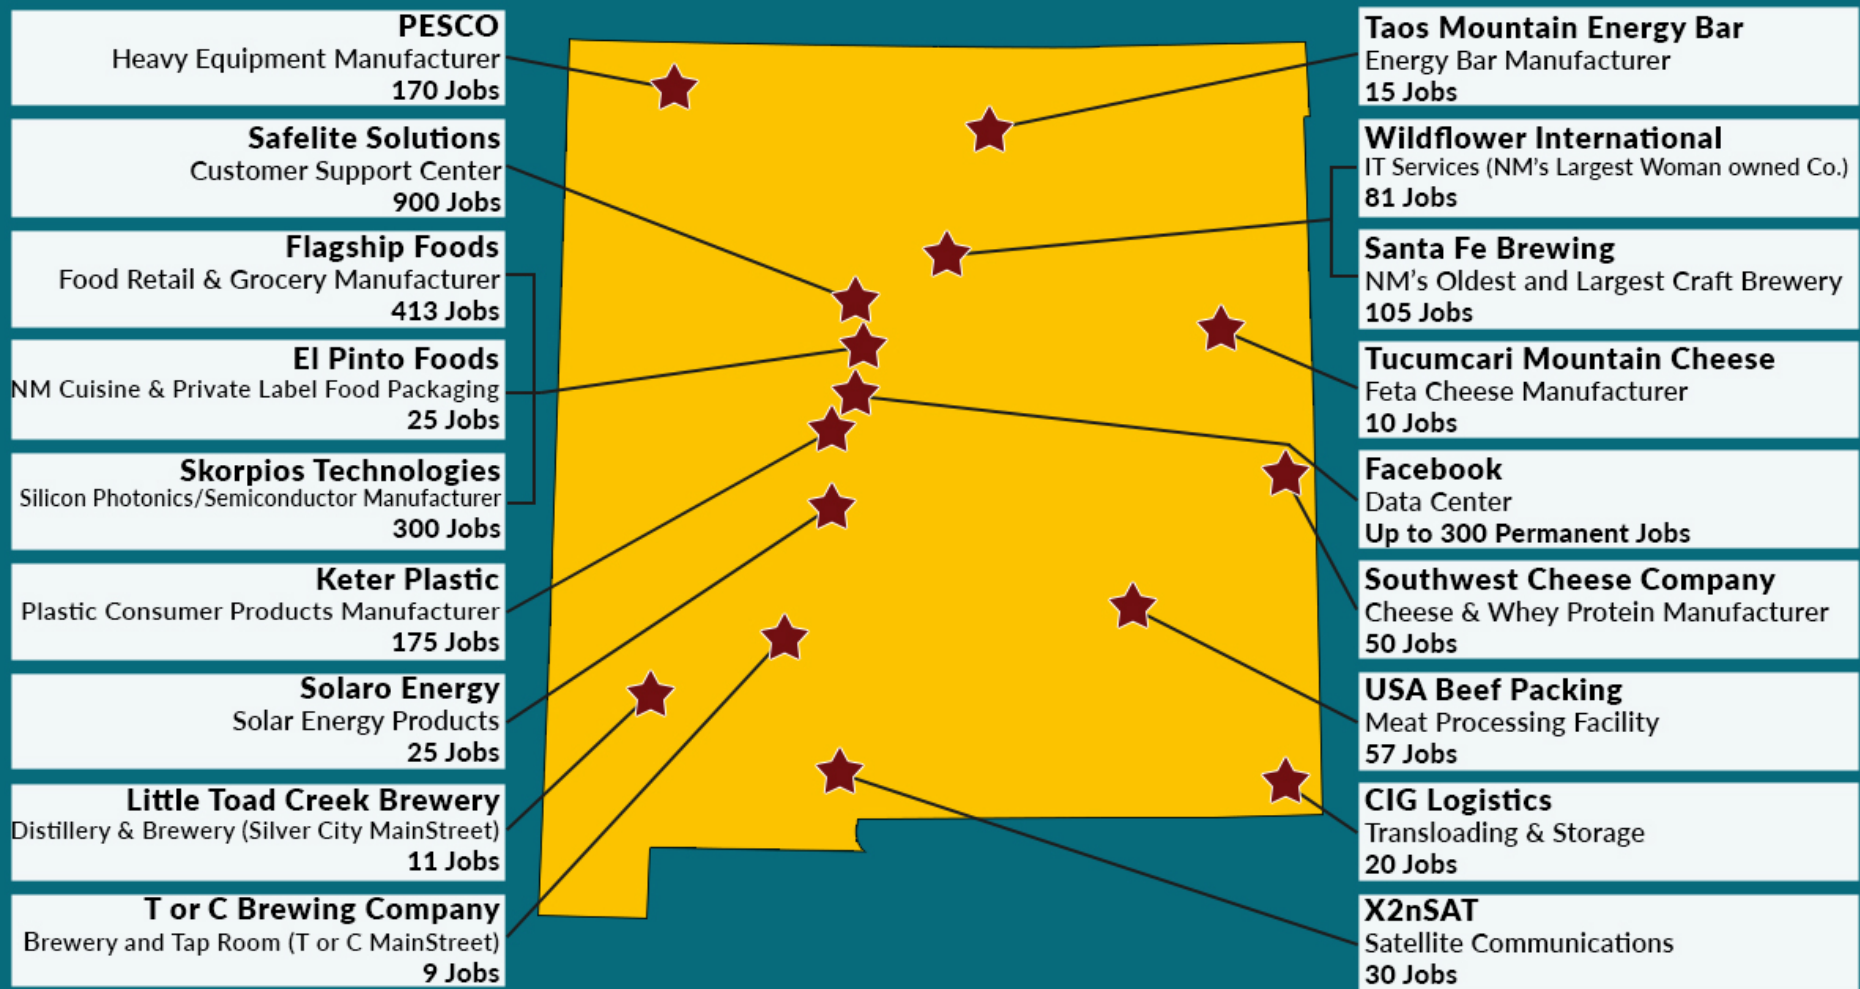 PESCO
Heavy Equipment Manufacturer
170 Jobs
Safelite Solutions
Customer Support Center
900 Jobs
Flagship Foods
Food Retail & Grocery Manufacturer
413 Jobs
El Pinto Foods
NM Cuisine & Private Label Food Packaging
25 Jobs
Skorpios Technologies
Silicon Photonics/Semiconductor Manufacturer
300 Jobs
Keter Plastic
Plastic Consumer Products Manufacturer
175 Jobs
Solaro Energy
Solar Energy Products
25 Jobs
Little Toad Creek Brewery
Distillery & Brewery (Silver City MainStreet)
11 Jobs
T or C Brewing Company
Brewery and Tap Room (T or C MainStreet)
9 Jobs
Taos Mountain Energy Bar
Energy Bar Manufacturer
15 Jobs
Wildflower International
IT Services (NM's Largest Woman owned Co.)
81 Jobs
Santa Fe Brewing
NM's Oldest and Largest Craft Brewery
105 Jobs
Tucumcari Mountain Cheese
Feta Cheese Manufacturer
10 Jobs
Facebook
Data Center
Up to 300 Permanent Jobs
Southwest Cheese Company
Cheese & Whey Protein Manufacturer
50 Jobs
USA Beef Packing
Meat Processing Facility
57 Jobs
CIG Logistics
Transloading & Storage
20 Jobs
X2nSAT
Satellite Communications
30 Jobs